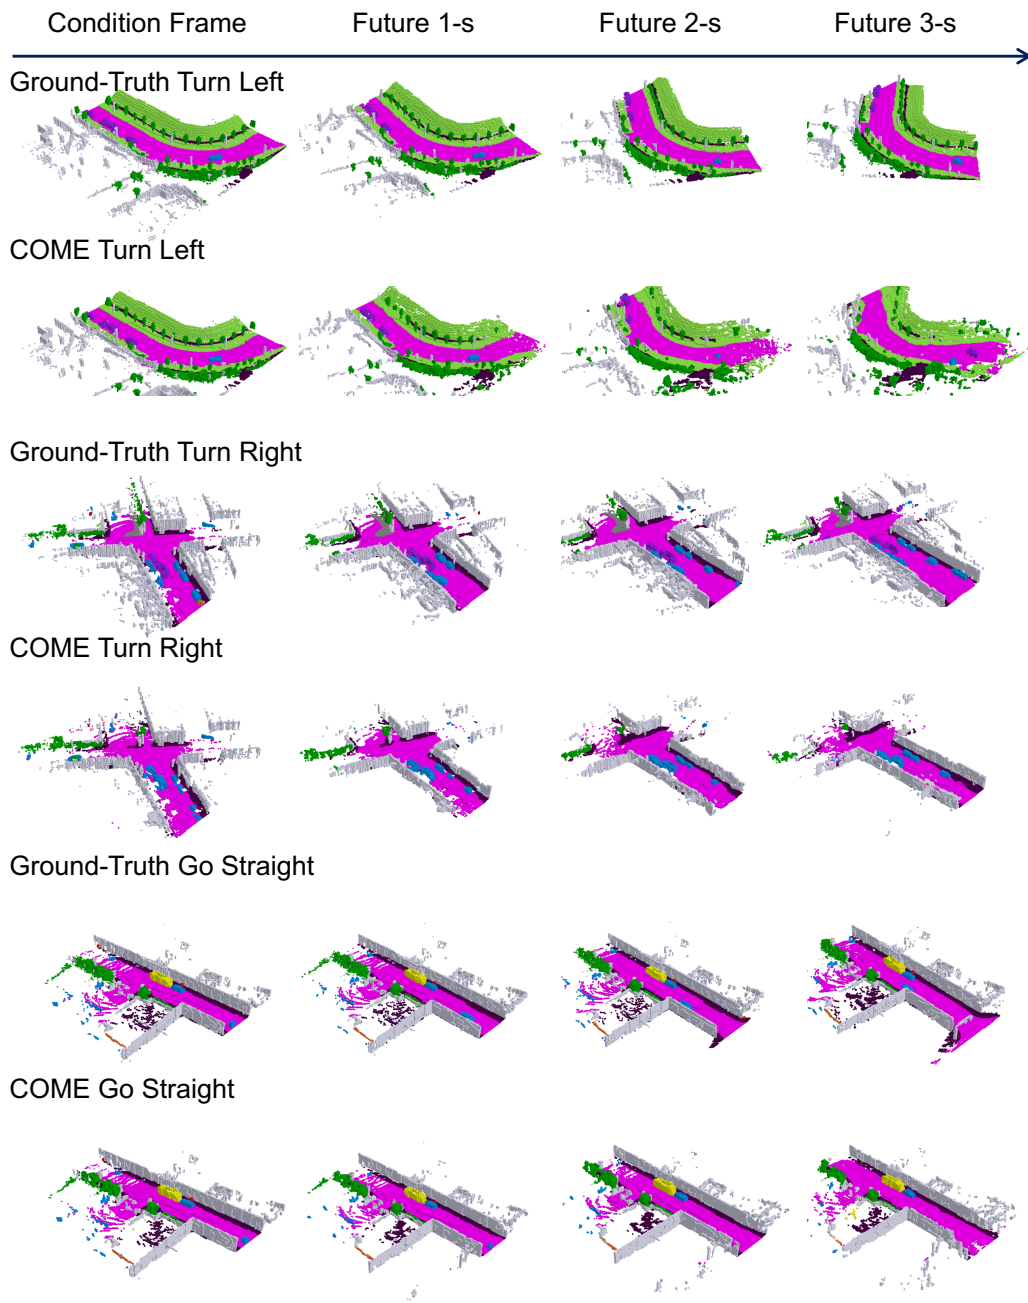 Condition Frame Future 1-s Future 2-s Future 3-s
Ground-Truth Turn Left
COME Turn Left
Ground-Truth Turn Right
COME Turn Right
Ground-Truth Go Straight
COME Go Straight